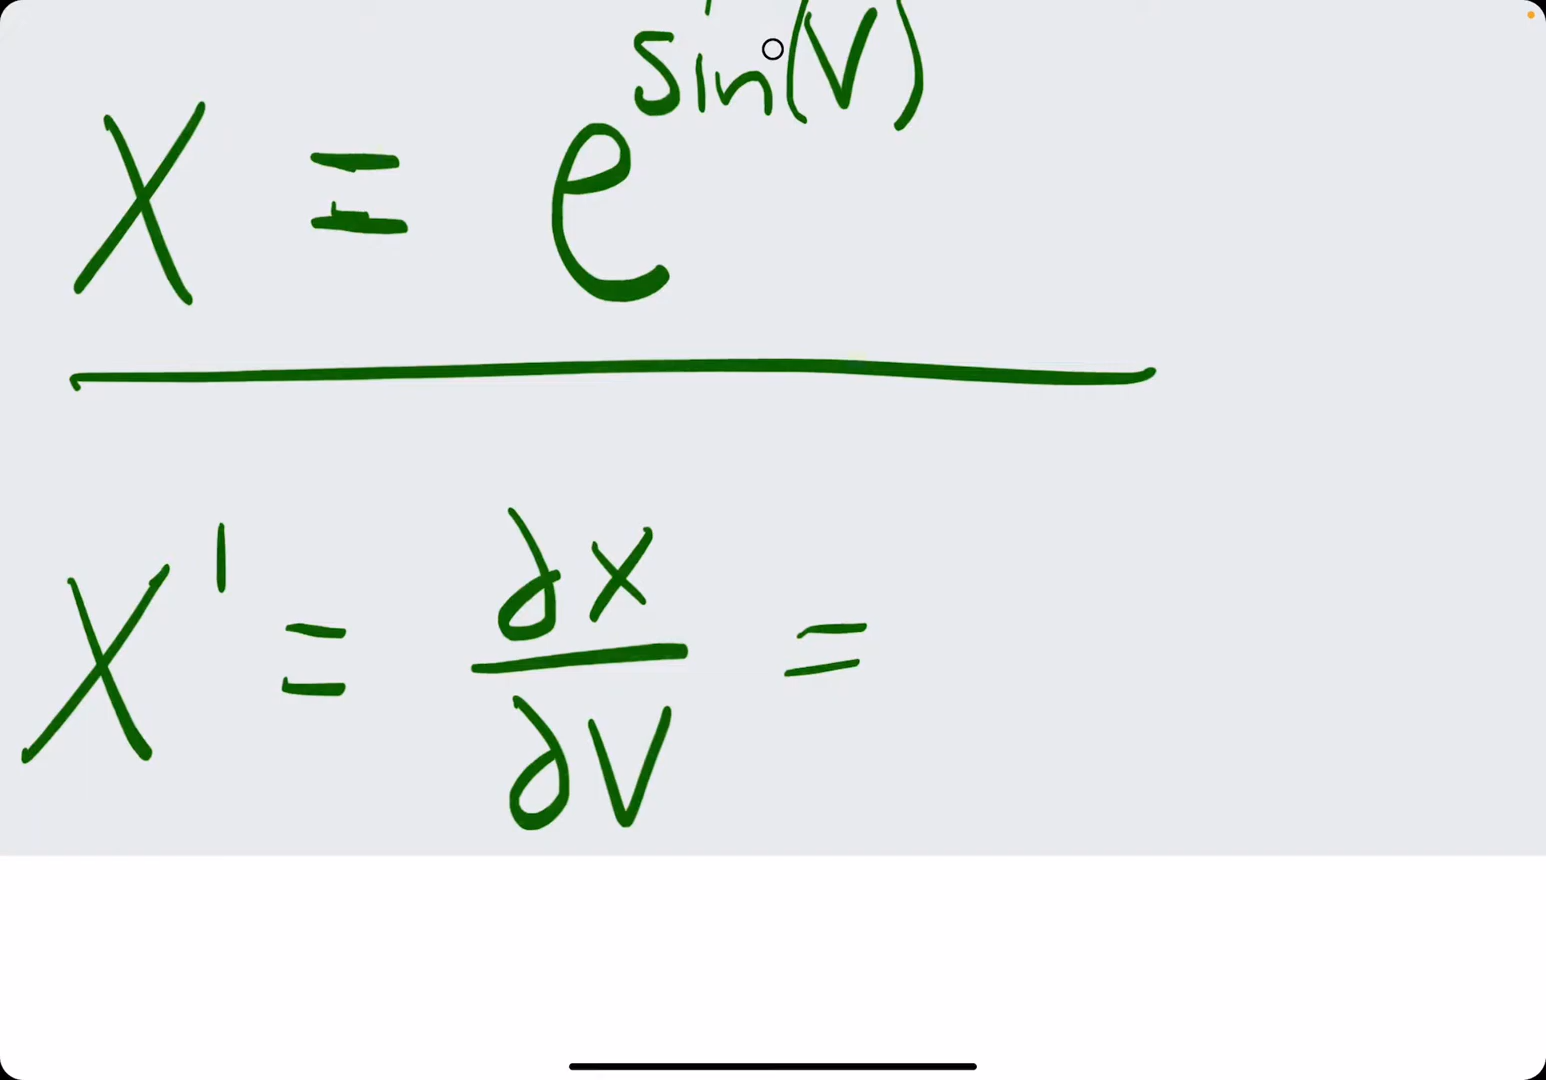 X = e^sin(V)
X' = ∂x/∂V =